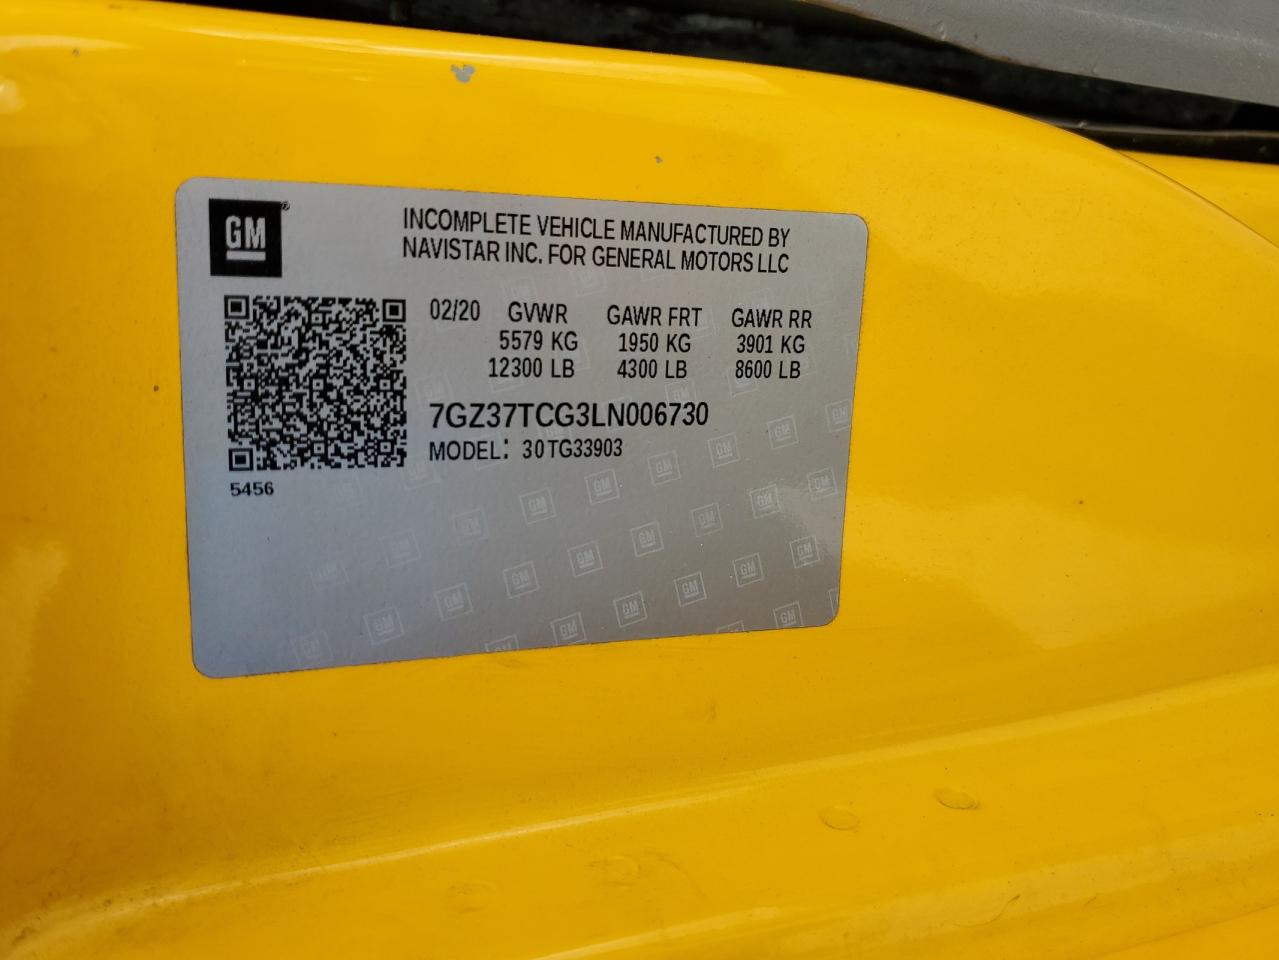 GM
INCOMPLETE VEHICLE MANUFACTURED BY
NAVISTAR INC. FOR GENERAL MOTORS LLC
02/20 GVWR GAWR FRT GAWR RR
5579 KG 1950 KG 3901 KG
12300 LB 4300 LB 8600 LB
7GZ37TCG3LN006730
MODEL: 30TG33903
5456